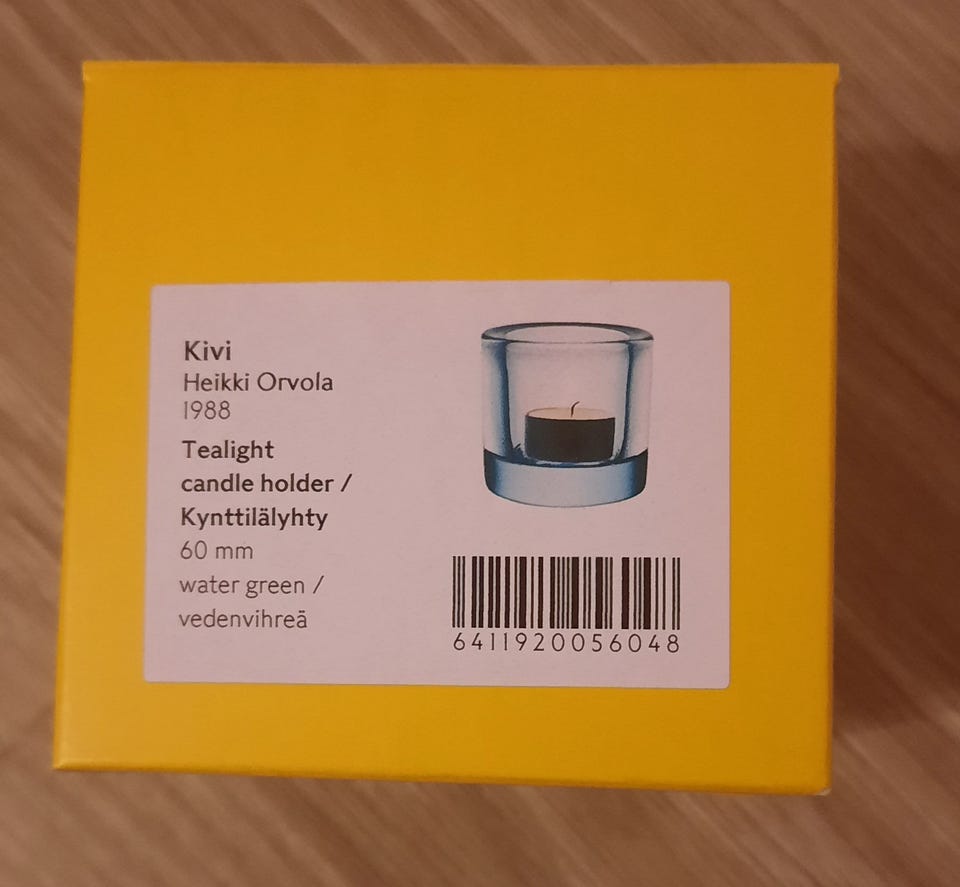 Kivi
Heikki Orvola
1988
Tealight
candle holder /
Kynttilälyhty
60 mm
water green /
vedenvihreä
6411920056048